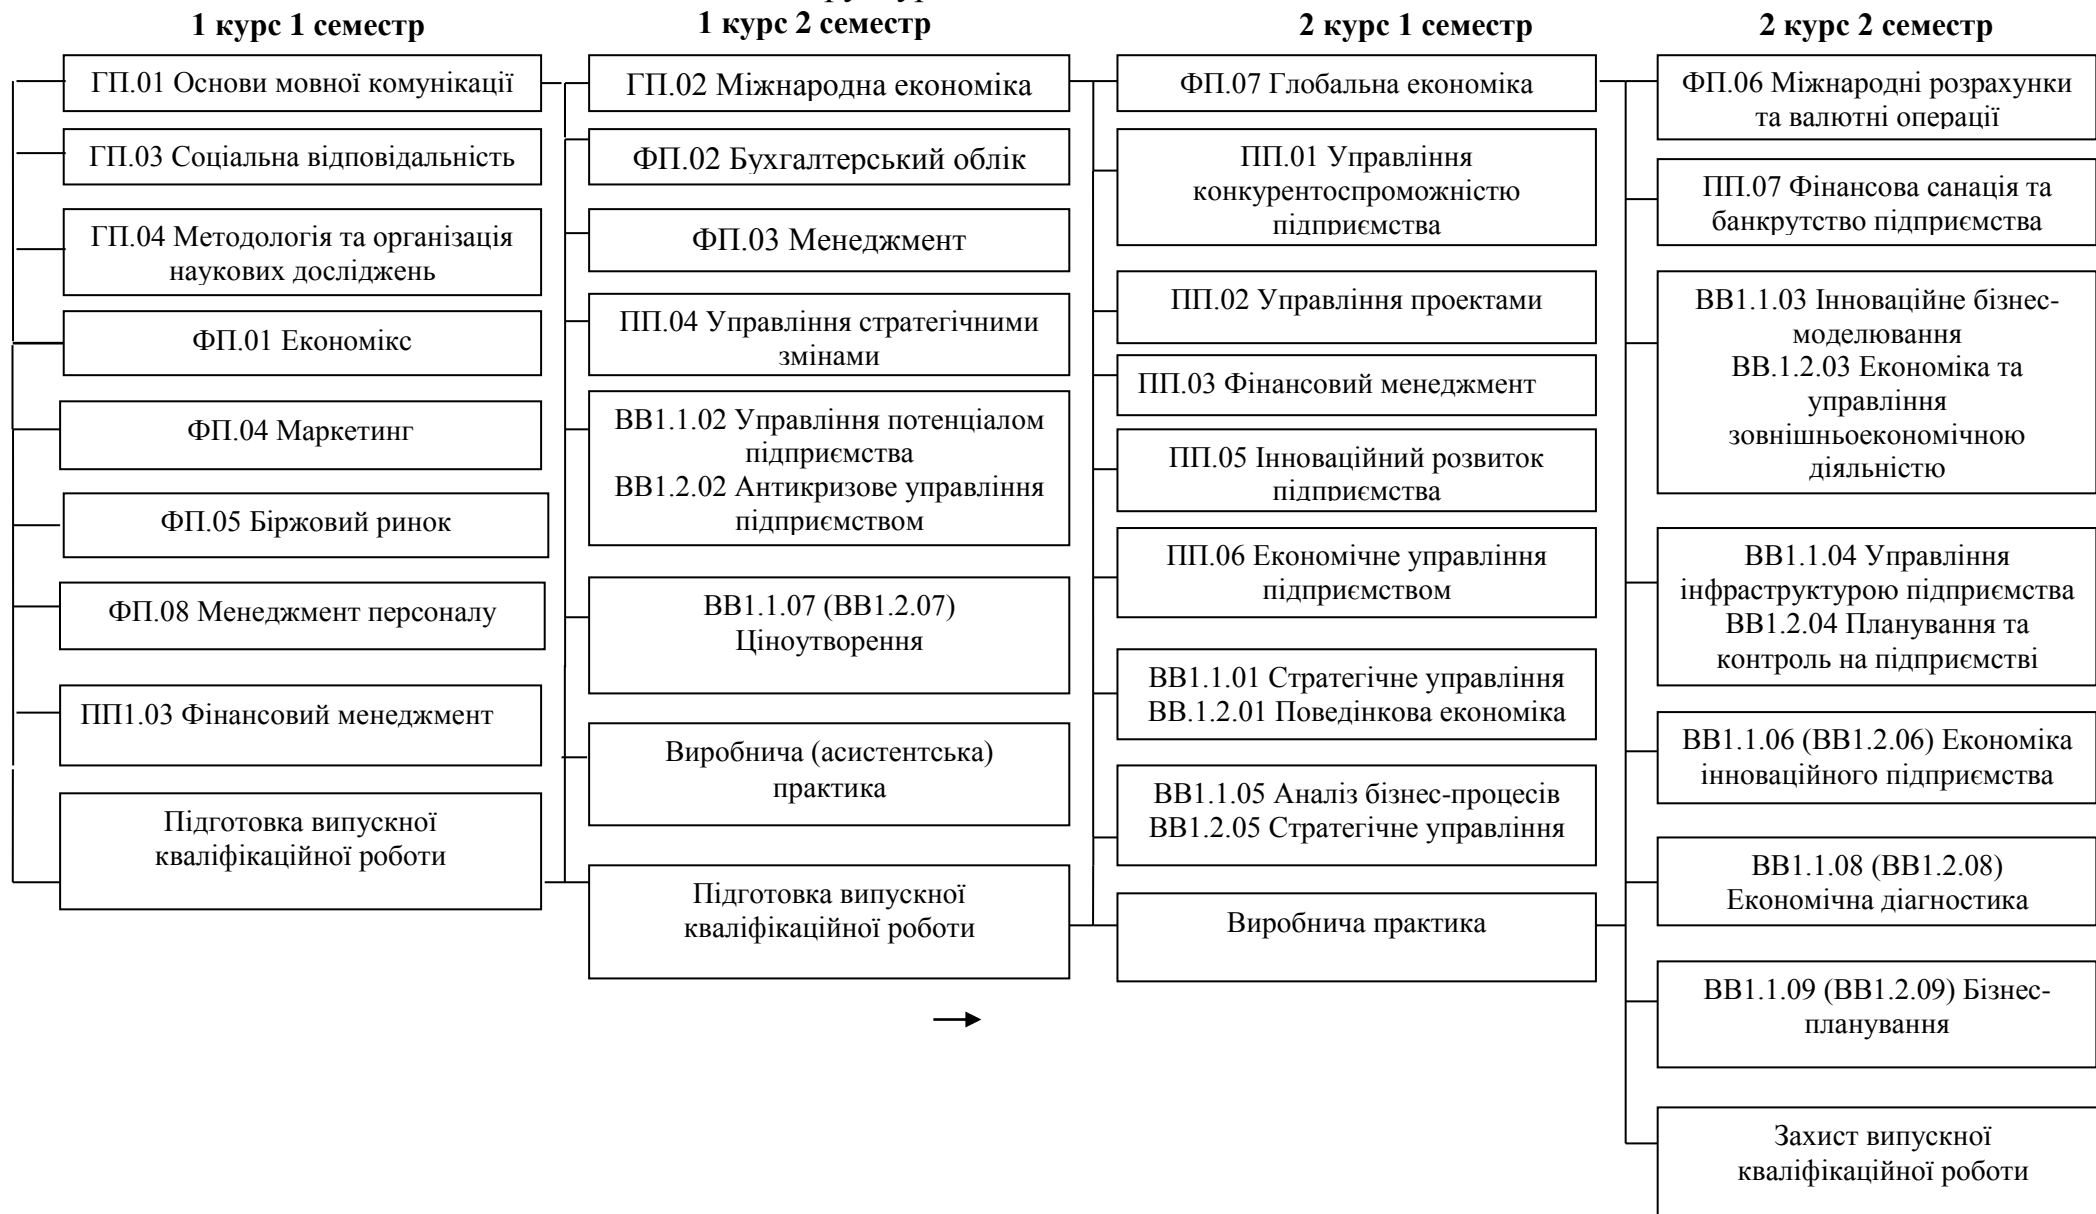 1 курс 1 семестр
ГП.01 Основи мовної комунікації
ГП.03 Соціальна відповідальність
ГП.04 Методологія та організація
наукових досліджень
ФП.01 Економікс
ФП.04 Маркетинг
ФП.05 Біржовий ринок
ФП.08 Менеджмент персоналу
ПП1.03 Фінансовий менеджмент
Підготовка випускної
кваліфікаційної роботи
1 курс 2 семестр
ГП.02 Міжнародна економіка
ФП.02 Бухгалтерський облік
ФП.03 Менеджмент
ПП.04 Управління стратегічними
змінами
ВВ1.1.02 Управління потенціалом
підприємства
ВВ1.2.02 Антикризове управління
підприємством
ВВ1.1.07 (ВВ1.2.07)
Ціноутворення
Виробнича (асистентська)
практика
Підготовка випускної
кваліфікаційної роботи
2 курс 1 семестр
ФП.07 Глобальна економіка
ПП.01 Управління
конкурентоспроможністю
підприємства
ПП.02 Управління проектами
ПП.03 Фінансовий менеджмент
ПП.05 Інноваційний розвиток
підприємства
ПП.06 Економічне управління
підприємством
ВВ1.1.01 Стратегічне управління
ВВ.1.2.01 Поведінкова економіка
ВВ1.1.05 Аналіз бізнес-процесів
ВВ1.2.05 Стратегічне управління
Виробнича практика
2 курс 2 семестр
ФП.06 Міжнародні розрахунки
та валютні операції
ПП.07 Фінансова санація та
банкрутство підприємства
ВВ1.1.03 Інноваційне бізнес-
моделювання
ВВ.1.2.03 Економіка та
управління
зовнішньоекономічною
діяльністю
ВВ1.1.04 Управління
інфраструктурою підприємства
ВВ1.2.04 Планування та
контроль на підприємстві
ВВ1.1.06 (ВВ1.2.06) Економіка
інноваційного підприємства
ВВ1.1.08 (ВВ1.2.08)
Економічна діагностика
ВВ1.1.09 (ВВ1.2.09) Бізнес-
планування
Захист випускної
кваліфікаційної роботи